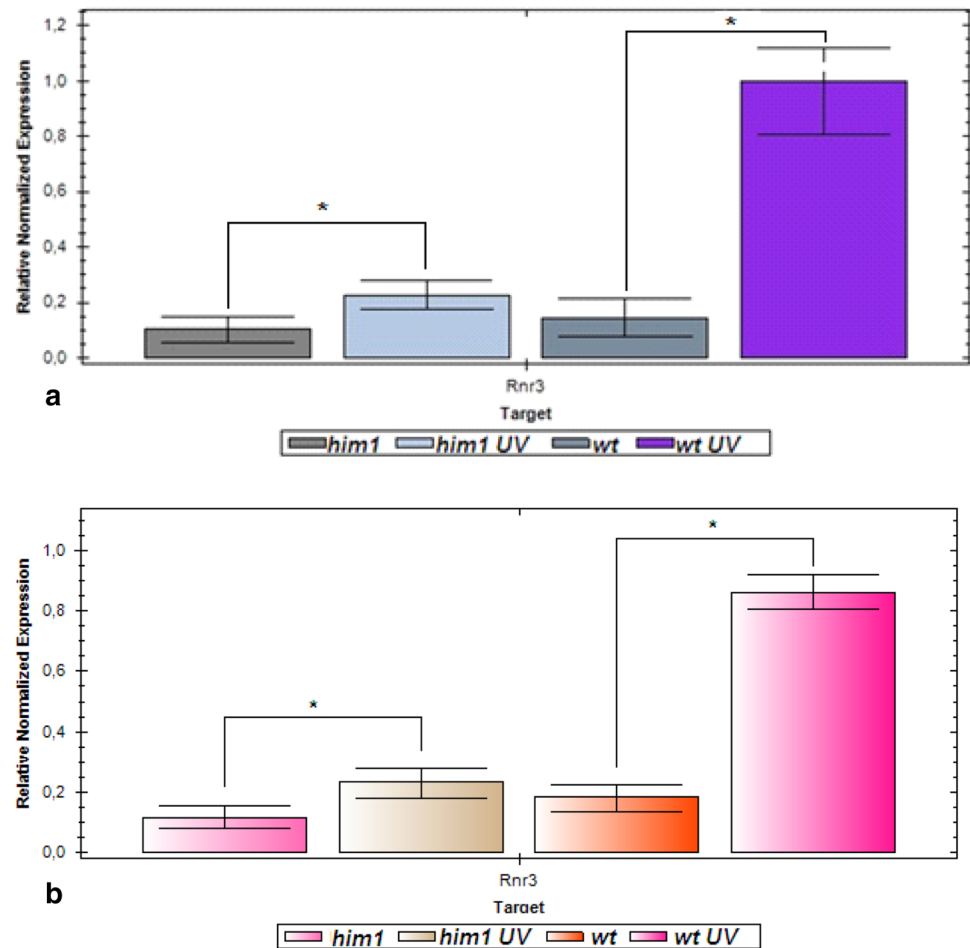 Relative Normalized Expression
1,2
1,0
0,8
0,6
0,4
0,2
0,0
*
*
Rnr3
Target
a
him1 him1 UV wt wt UV
Relative Normalized Expression
1,0
0,8
0,6
0,4
0,2
0,0
*
*
Rnr3
Target
b
him1 him1 UV wt wt UV